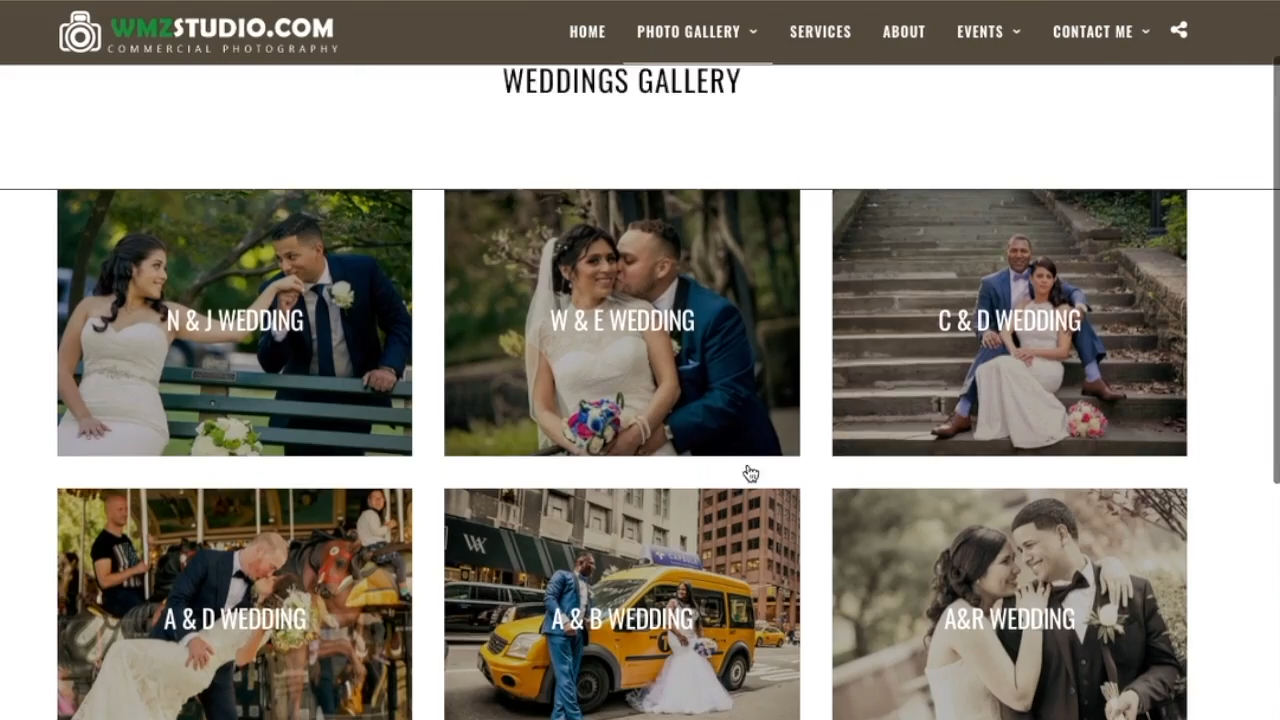 WMZSTUDIO.COM
COMMERCIAL PHOTOGRAPHY
HOME PHOTO GALLERY SERVICES ABOUT EVENTS CONTACT ME
WEDDINGS GALLERY
N & J WEDDING
W & E WEDDING
C & D WEDDING
A & D WEDDING
A & B WEDDING
A&R WEDDING